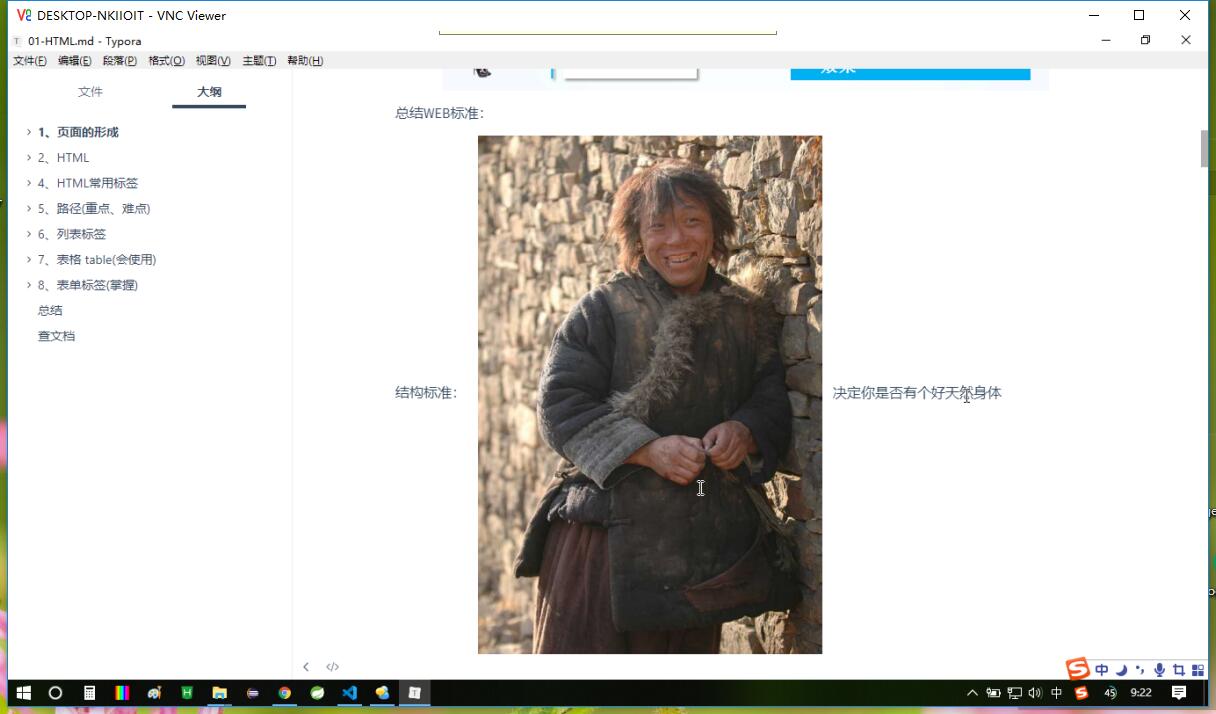 DESKTOP-NKIIOIT - VNC Viewer
01-HTML.md - Typora
文件(F) 编辑(E) 段落(P) 格式(O) 视图(V) 主题(T) 帮助(H)
文件 大纲
总结WEB标准：
1、页面的形成
2、HTML
4、HTML常用标签
5、路径(重点、难点)
6、列表标签
7、表格 table(会使用)
8、表单标签(掌握)
总结
查文档
结构标准： 决定你是否有个好天然身体
中
中 45 9:22